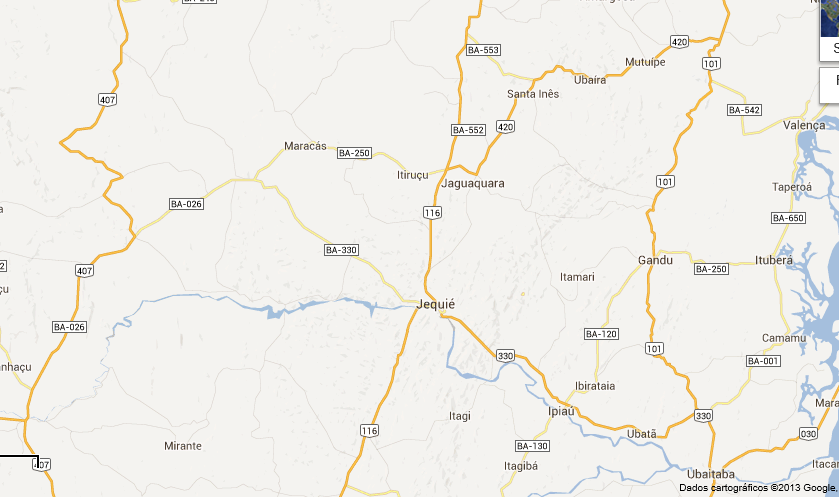 BA-553
420
101
Mutuípe
Ubaíra
Santa Inês
407
BA-542
Valença
BA-552
420
Maracás
BA-250
Itiruçu
Jaguaquara
101
Taperoá
BA-026
116
BA-650
BA-330
Gandu
BA-250
Ituberá
407
Itamari
Jequié
BA-026
BA-120
Camamu
101
330
BA-001
Ibirataia
Ipiaú
Itagi
330
116
Ubatã
030
Mirante
BA-130
Itagibá
407
Ubaitaba
Dados cartográficos ©2013 Google